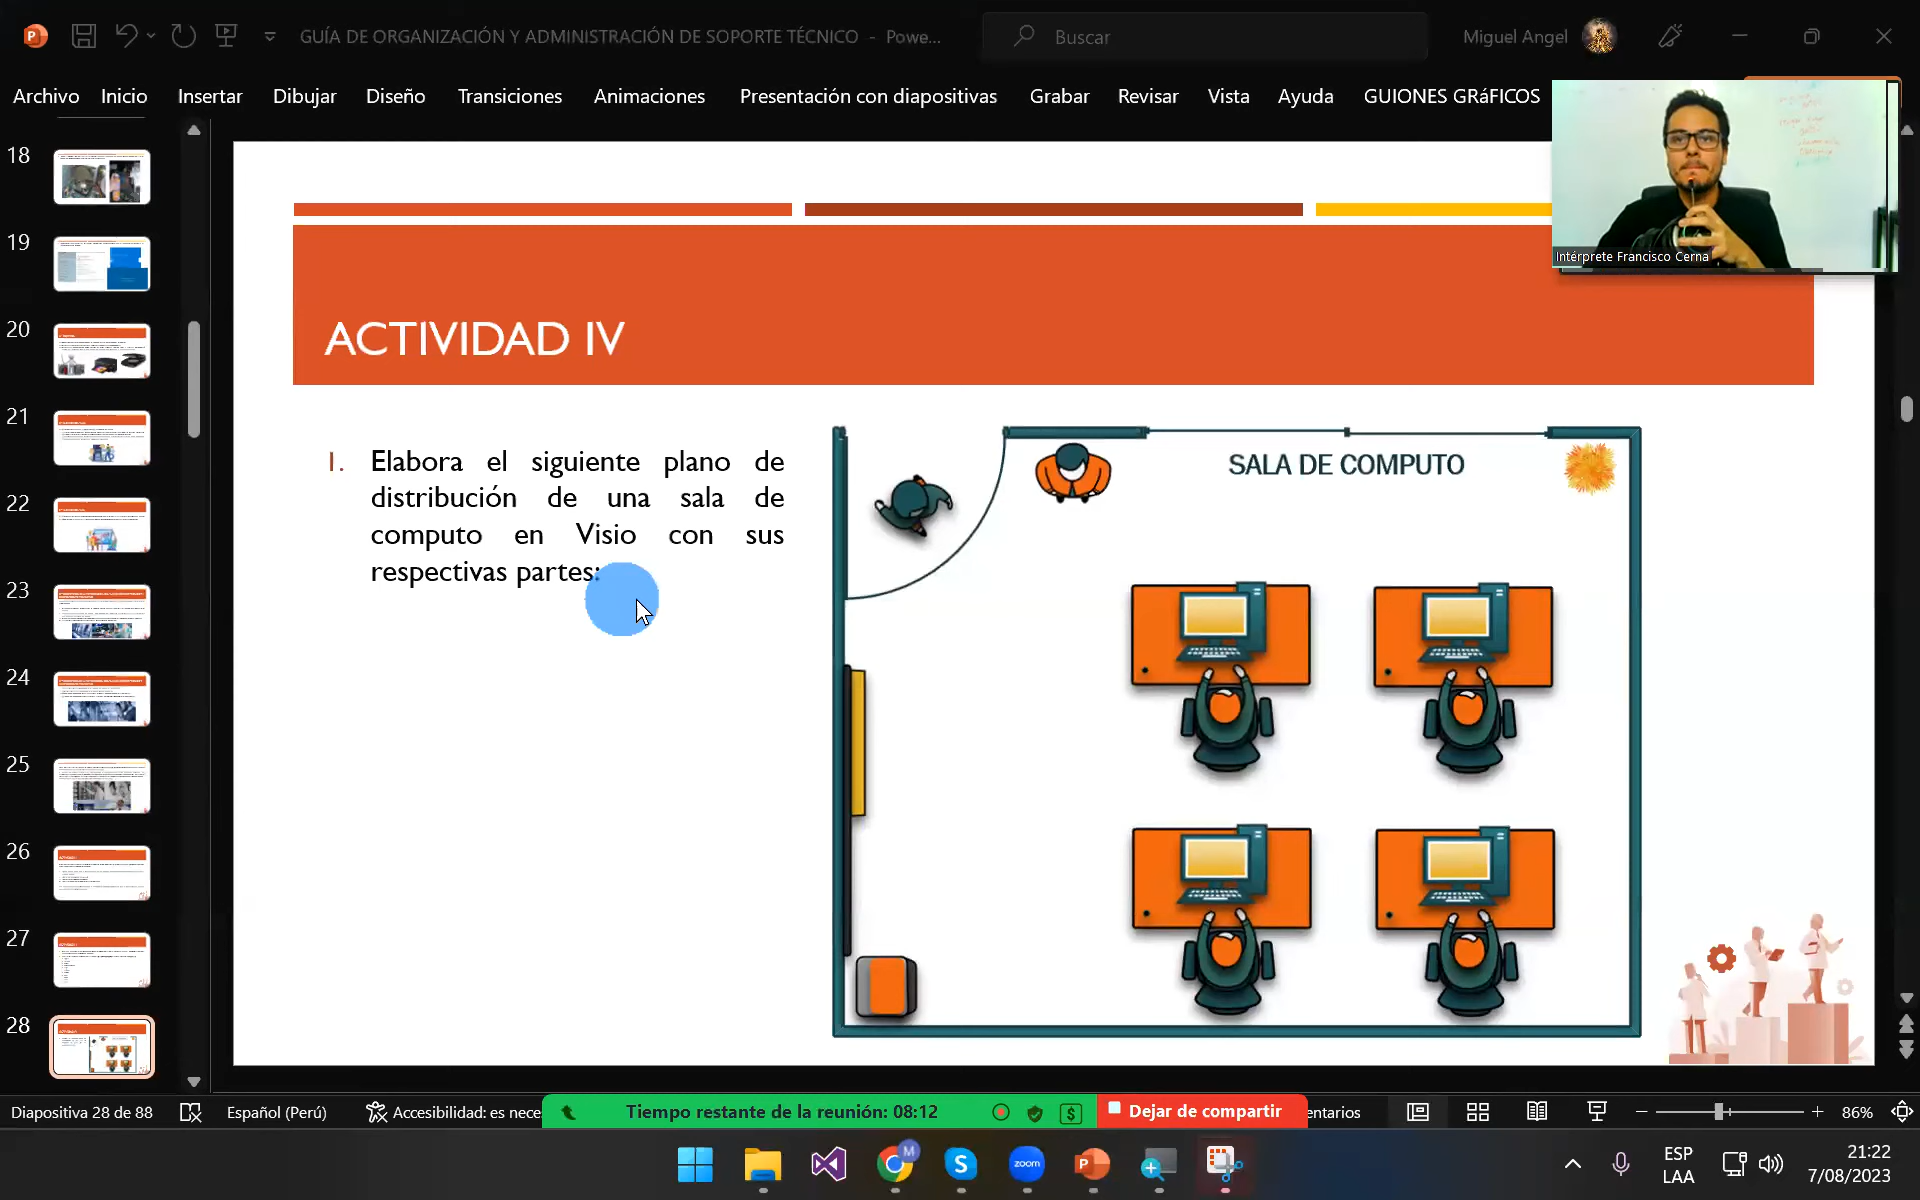 GUÍA DE ORGANIZACIÓN Y ADMINISTRACIÓN DE SOPORTE TÉCNICO - Powe...
Buscar
Miguel Angel
Archivo Inicio Insertar Dibujar Diseño Transiciones Animaciones Presentación con diapositivas Grabar Revisar Vista Ayuda GUIONES GRáFICOS
Intérprete Francisco Cerna
18
19
20
21
22
23
24
25
26
27
28
ACTIVIDAD IV
1. Elabora el siguiente plano de
distribución de una sala de
computo en Visio con sus
respectivas partes:
SALA DE COMPUTO
Diapositiva 28 de 88
Español (Perú)
Accesibilidad: es nece
Tiempo restante de la reunión: 08:12
Dejar de compartir
entarios
86%
zoom
ESP
LAA
21:22
7/08/2023